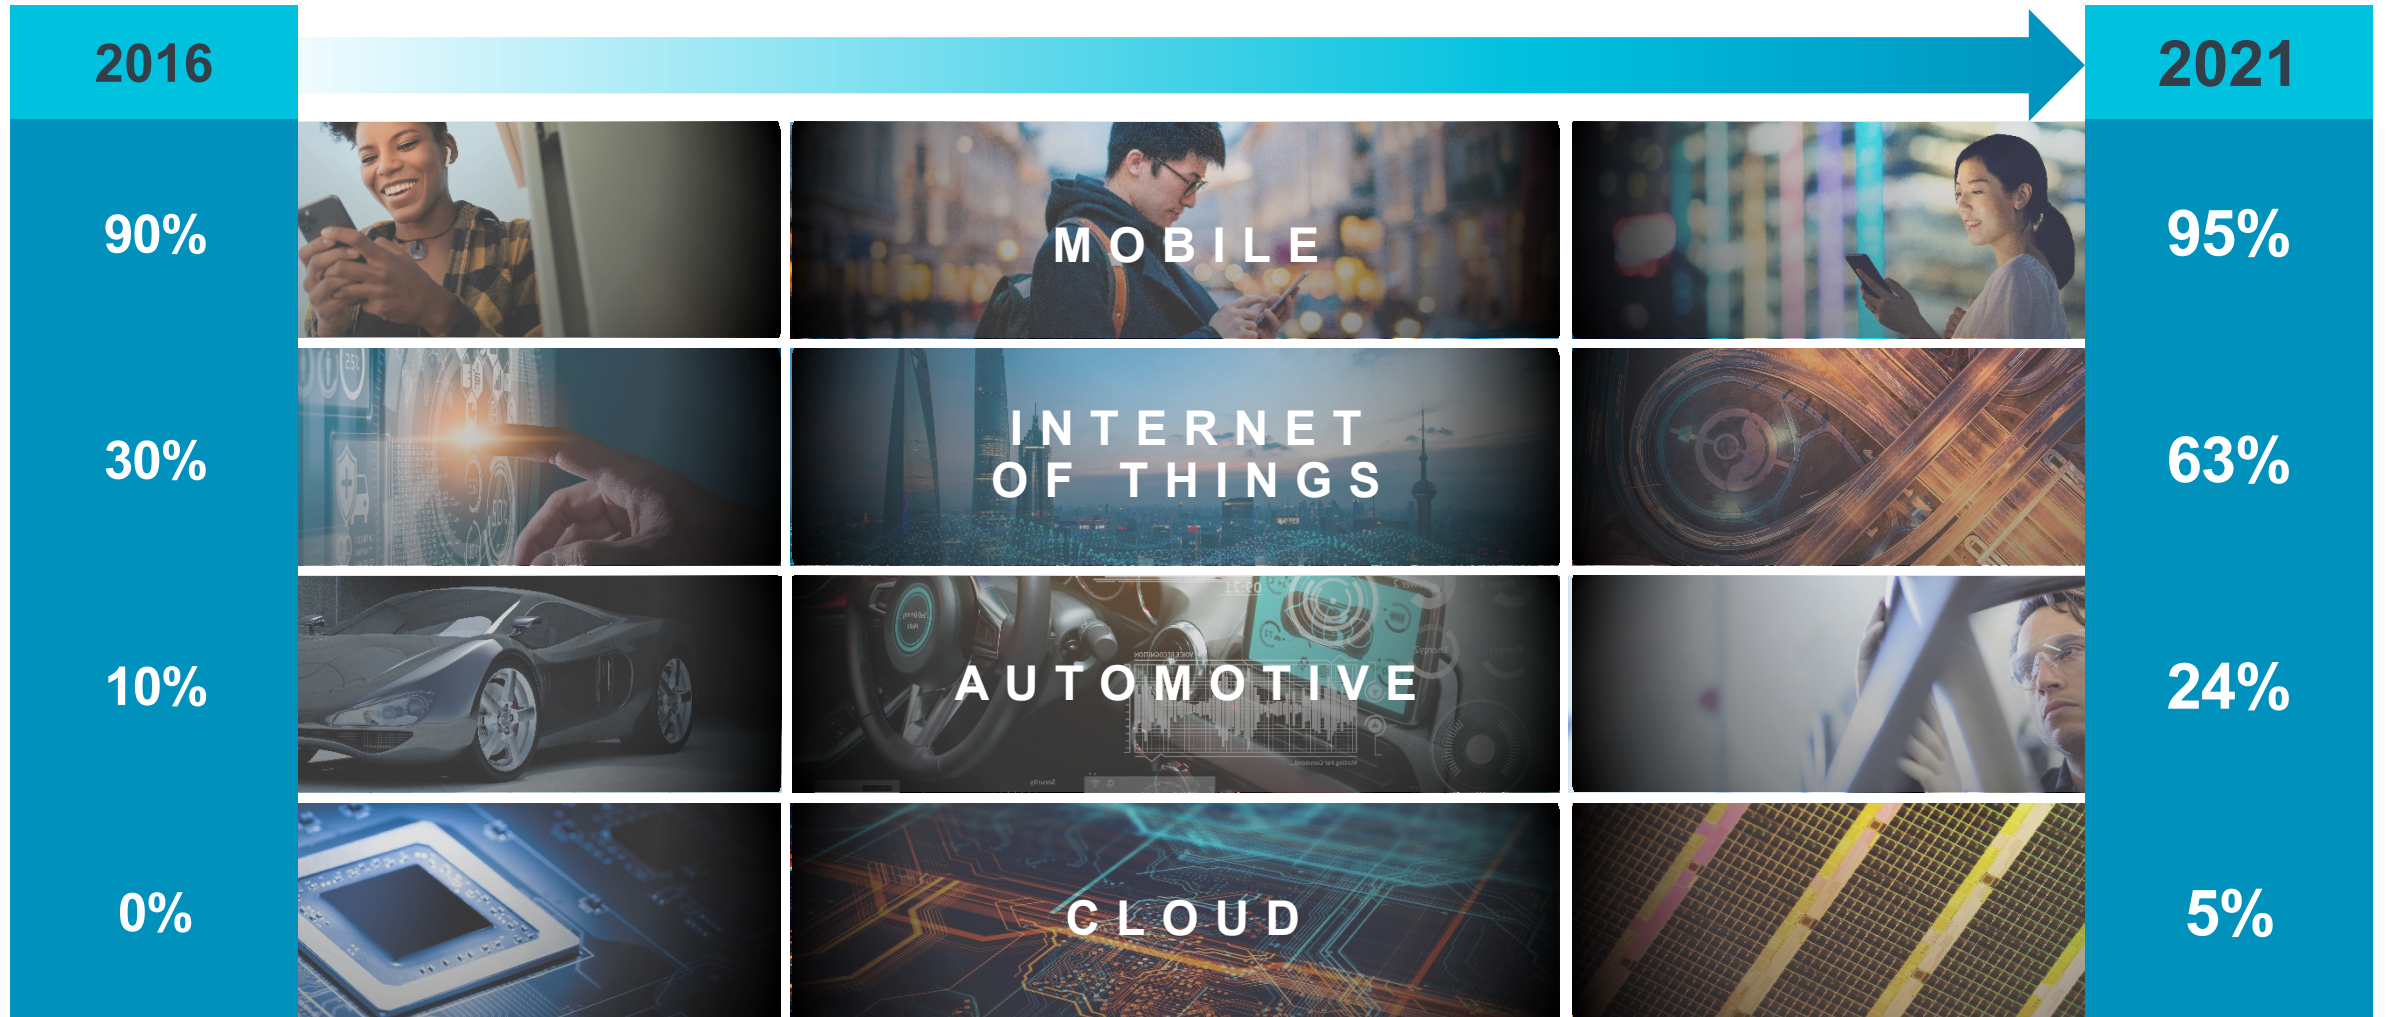 2016
2021
90%
MOBILE
95%
30%
INTERNET
OF THINGS
63%
10%
AUTOMOTIVE
24%
0%
CLOUD
5%